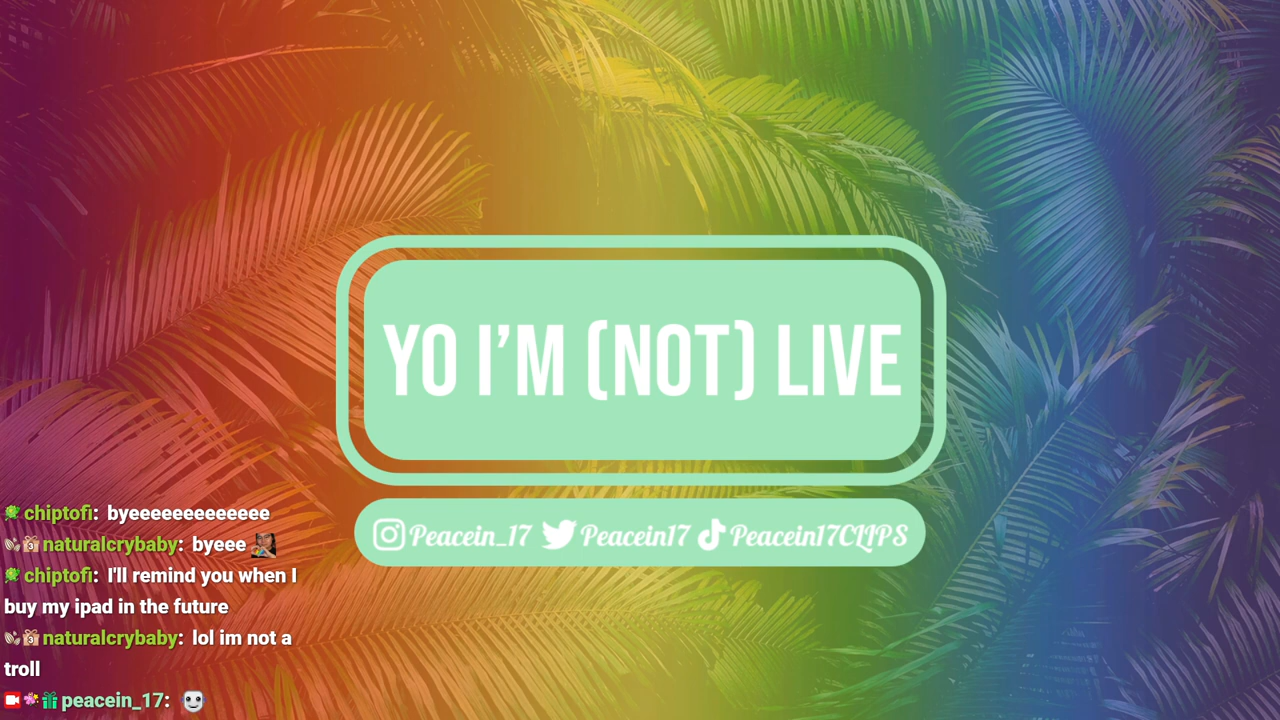 YO I'M (NOT) LIVE
Peacein_17 Peacein17 Peacein17CLIPS
chiptofi: byeeeeeeeeeeeee
naturalcrybaby: byeee
chiptofi: I'll remind you when I
buy my ipad in the future
naturalcrybaby: lol im not a
troll
peacein_17: